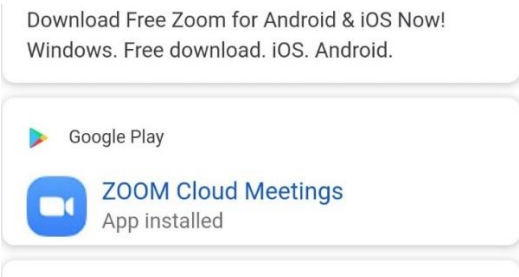 Download Free Zoom for Android & iOS Now!
Windows. Free download. iOS. Android.
Google Play
ZOOM Cloud Meetings
App installed